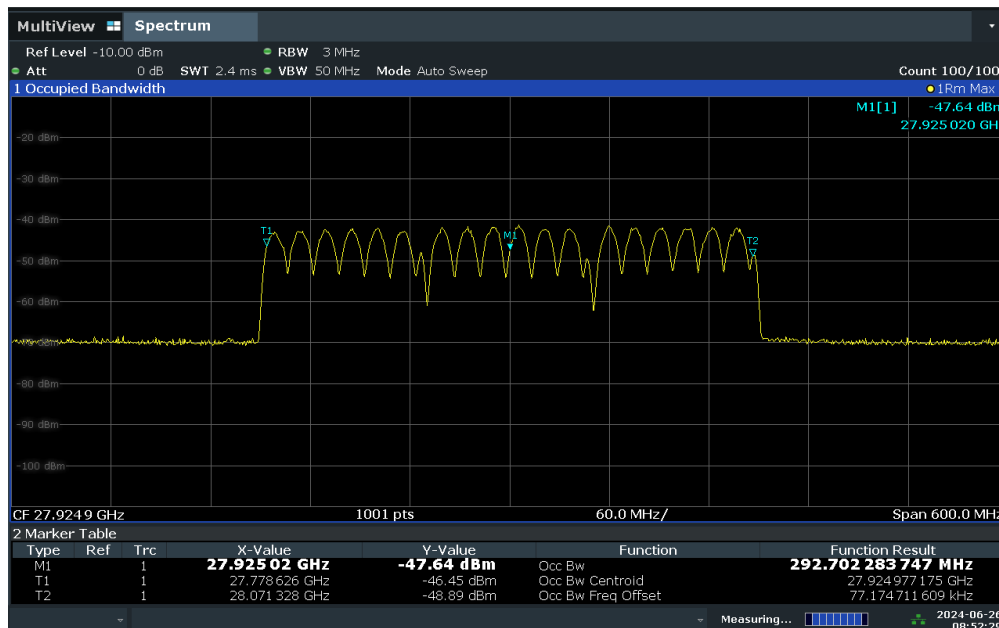 MultiView Spectrum
Ref Level -10.00 dBm RBW 3 MHz
Att 0 dB SWT 2.4 ms VBW 50 MHz Mode Auto Sweep Count 100/100
1 Occupied Bandwidth 1Rm Max
M1[1] -47.64 dBm
27.925 020 GH
-20 dBm
-30 dBm
-40 dBm
T1 M1 T2
-50 dBm
-60 dBm
-80 dBm
-90 dBm
-100 dBm
CF 27.9249 GHz 1001 pts 60.0 MHz/ Span 600.0 MHz
2 Marker Table
Type Ref Trc X-Value Y-Value Function Function Result
M1 1 27.925 02 GHz -47.64 dBm Occ Bw 292.702 283 747 MHz
T1 1 27.778 626 GHz -46.45 dBm Occ Bw Centroid 27.924 977 175 GHz
T2 1 28.071 328 GHz -48.89 dBm Occ Bw Freq Offset 77.174 711 609 kHz
Measuring... 2024-06-26
08:52:29